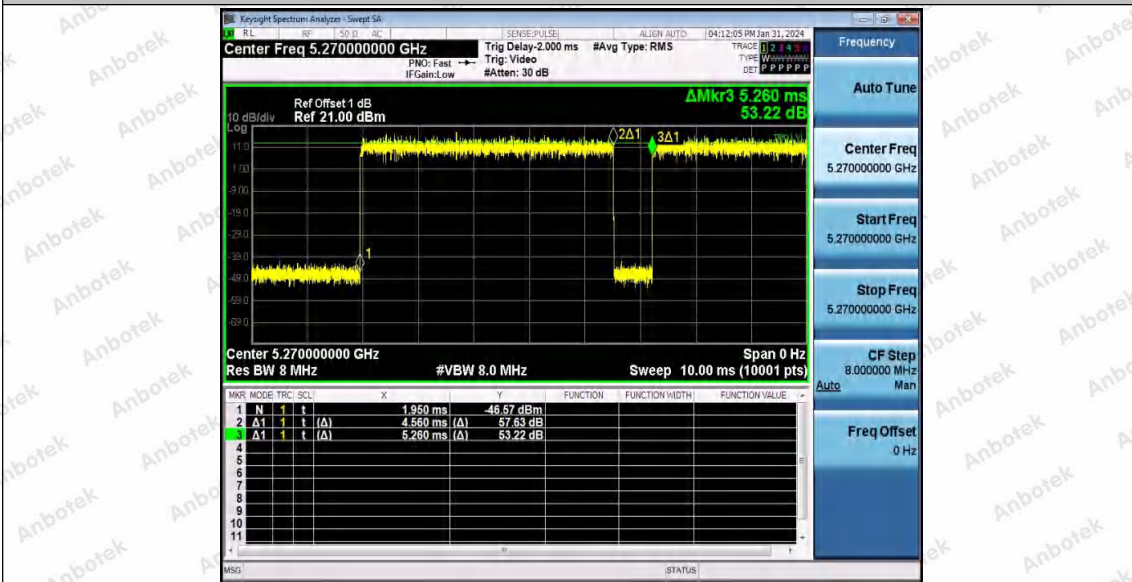 Keysight Spectrum Analyzer - Swept SA
RL RF 50 Ω AC SENSE:PULSE ALIGN AUTO 04:12:05 PM Jan 31, 2024
Center Freq 5.270000000 GHz
PNO: Fast
IFGain:Low
Trig Delay-2.000 ms
Trig: Video
#Atten: 30 dB
#Avg Type: RMS
TRACE 1 2 3 4 5 6
TYPE W
DET P P P P P P
ΔMkr3 5.260 ms
53.22 dB
Ref Offset 1 dB
10 dB/div Ref 21.00 dBm
Log
11.0
1.00
-9.00
-19.0
-29.0
-39.0
-49.0
-59.0
-69.0
1
2Δ1
3Δ1
Center 5.270000000 GHz Span 0 Hz
Res BW 8 MHz #VBW 8.0 MHz Sweep 10.00 ms (10001 pts)
MKR MODE TRC SCL X Y FUNCTION FUNCTION WIDTH FUNCTION VALUE
1 N 1 t 1.950 ms -46.57 dBm
2 Δ1 1 t (Δ) 4.560 ms (Δ) 57.63 dB
3 Δ1 1 t (Δ) 5.260 ms (Δ) 53.22 dB
4
5
6
7
8
9
10
11
MSG STATUS
Frequency
Auto Tune
Center Freq
5.270000000 GHz
Start Freq
5.270000000 GHz
Stop Freq
5.270000000 GHz
CF Step
8.000000 MHz
Auto Man
Freq Offset
0 Hz
Anbotek